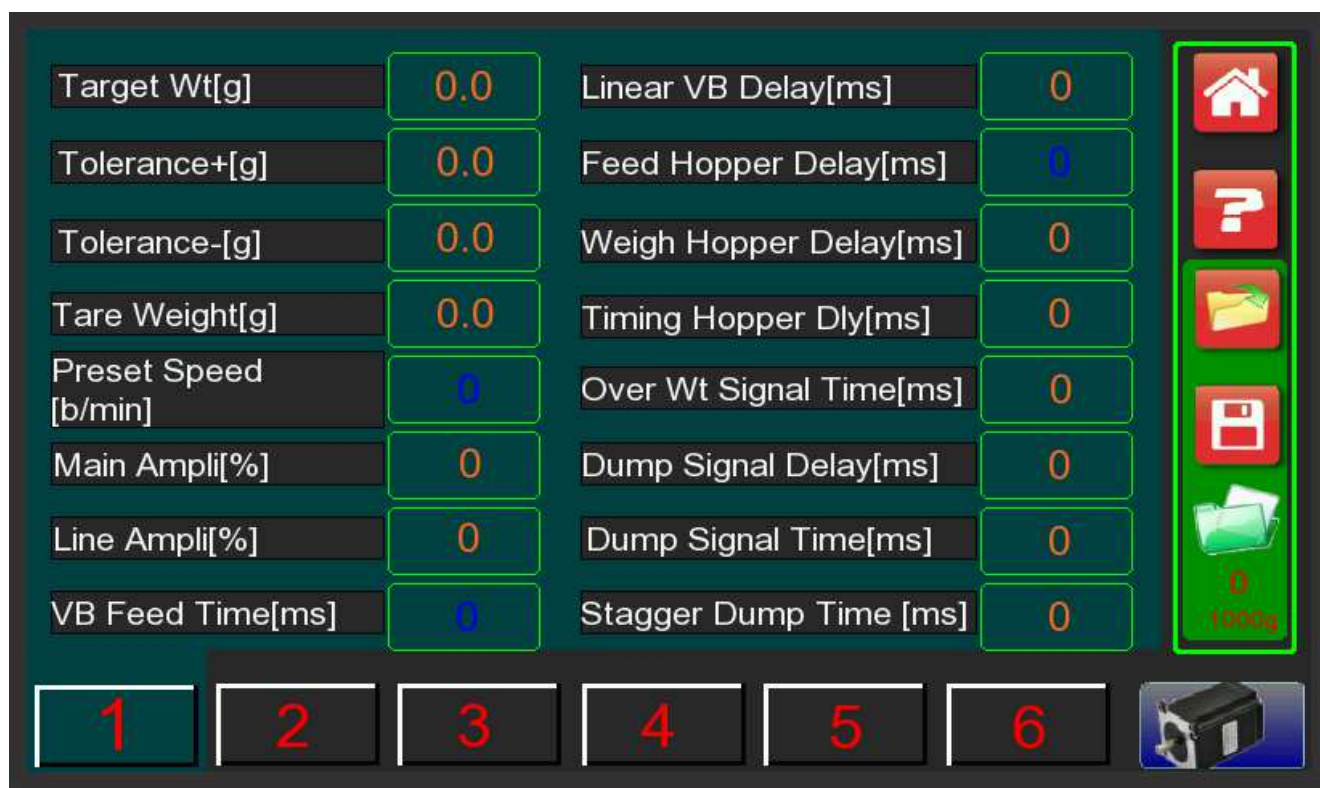 Target Wt[g] 0.0 Linear VB Delay[ms] 0
Tolerance+[g] 0.0 Feed Hopper Delay[ms] 0
Tolerance-[g] 0.0 Weigh Hopper Delay[ms] 0
Tare Weight[g] 0.0 Timing Hopper Dly[ms] 0
Preset Speed
[b/min] 0 Over Wt Signal Time[ms] 0
Main Ampli[%] 0 Dump Signal Delay[ms] 0
Line Ampli[%] 0 Dump Signal Time[ms] 0
VB Feed Time[ms] 0 Stagger Dump Time [ms] 0
?
0
1000g
1 2 3 4 5 6